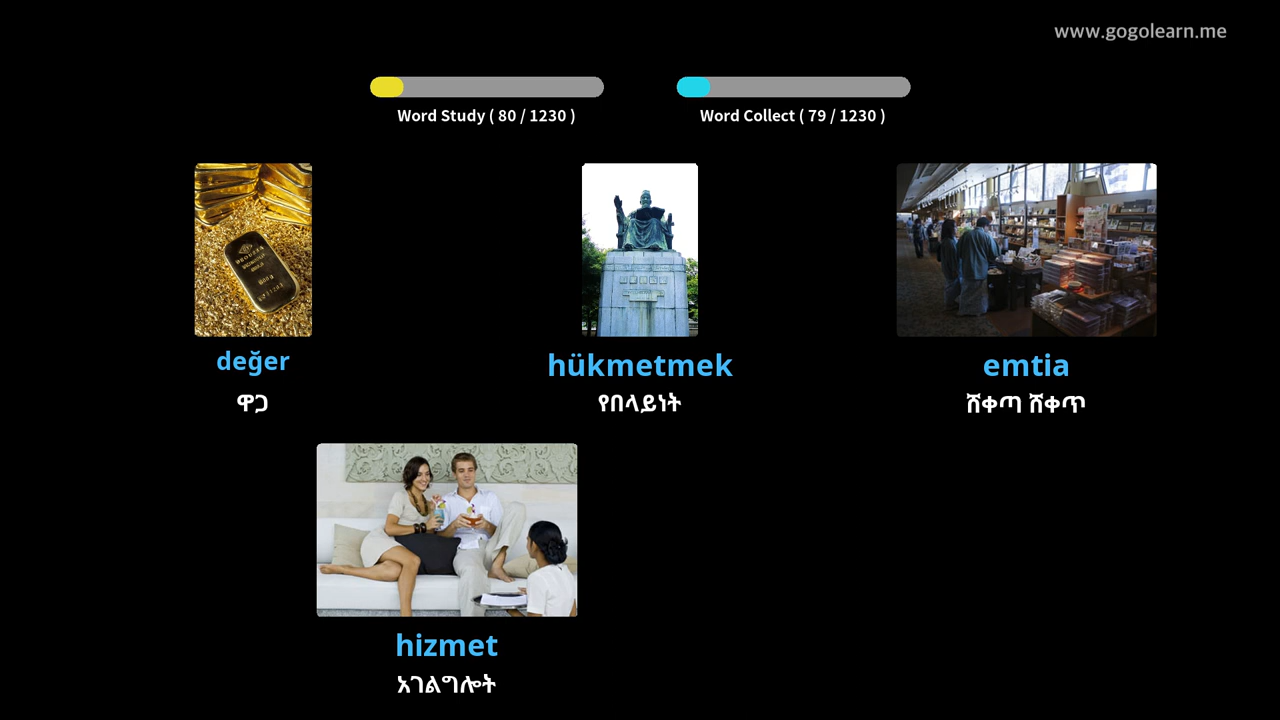 www.gogolearn.me
Word Study ( 80 / 1230 )
Word Collect ( 79 / 1230 )
değer
ዋጋ
hükmetmek
የበላይነት
emtia
ሸቀጣ ሸቀጥ
hizmet
አገልግሎት